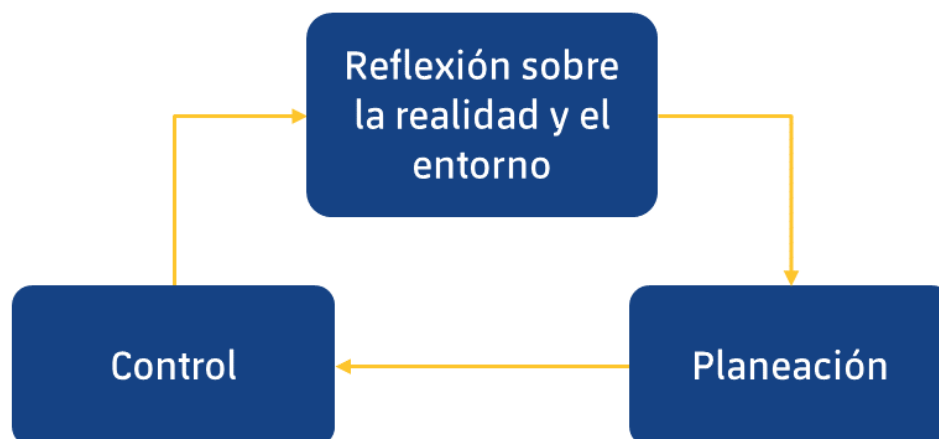 Reflexión sobre
la realidad y el
entorno
Control
Planeación